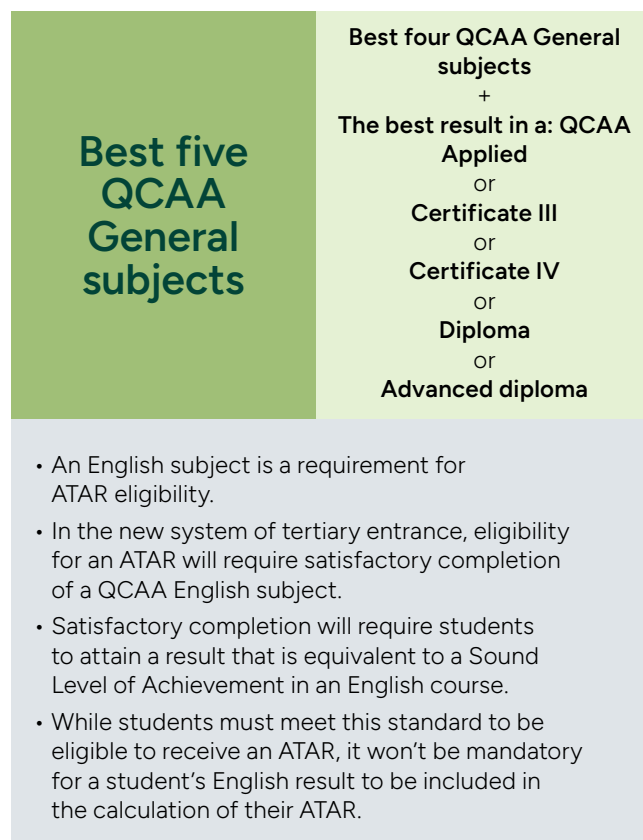 Best five
QCAA
General
subjects
Best four QCAA General
subjects
+
The best result in a: QCAA
Applied
or
Certificate III
or
Certificate IV
or
Diploma
or
Advanced diploma
• An English subject is a requirement for
ATAR eligibility.
• In the new system of tertiary entrance, eligibility
for an ATAR will require satisfactory completion
of a QCAA English subject.
• Satisfactory completion will require students
to attain a result that is equivalent to a Sound
Level of Achievement in an English course.
• While students must meet this standard to be
eligible to receive an ATAR, it won’t be mandatory
for a student’s English result to be included in
the calculation of their ATAR.